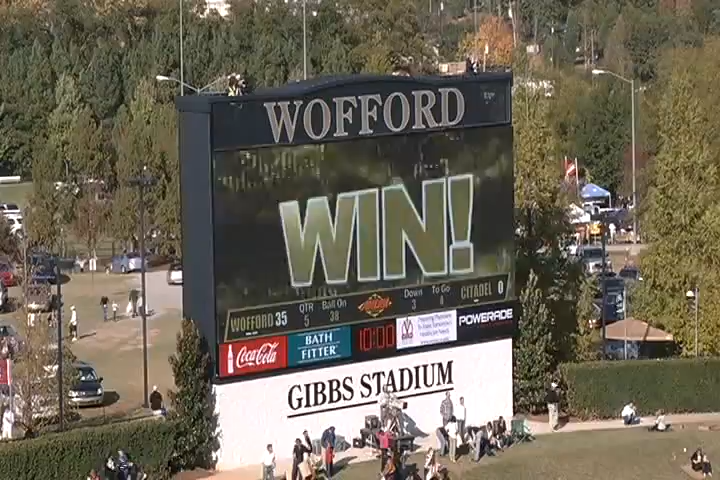 WOFFORD
WIN!
WOFFORD 35 QTR 5 Ball On 38 Down 3 To Go 4 CITADEL 0
Coca-Cola BATH FITTER 10:00 POWERADE
GIBBS STADIUM